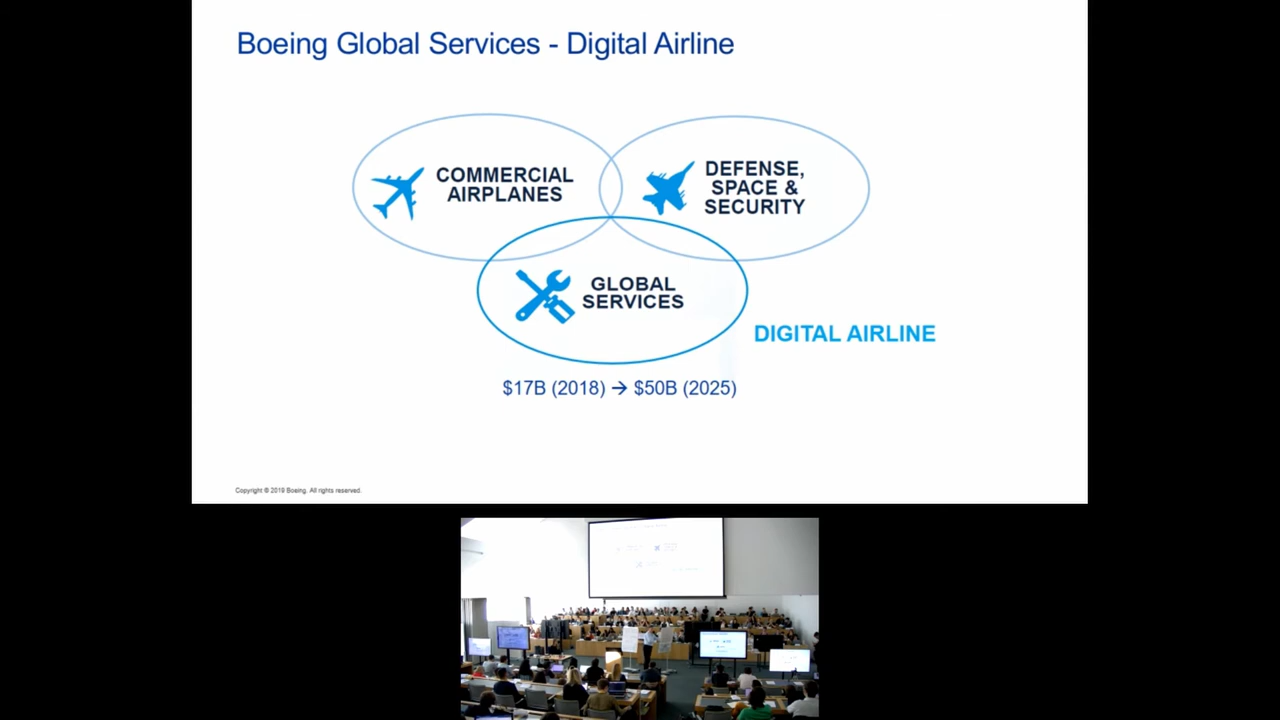 Boeing Global Services - Digital Airline
COMMERCIAL
AIRPLANES
DEFENSE,
SPACE &
SECURITY
GLOBAL
SERVICES
DIGITAL AIRLINE
$17B (2018) → $50B (2025)
Copyright © 2019 Boeing. All rights reserved.